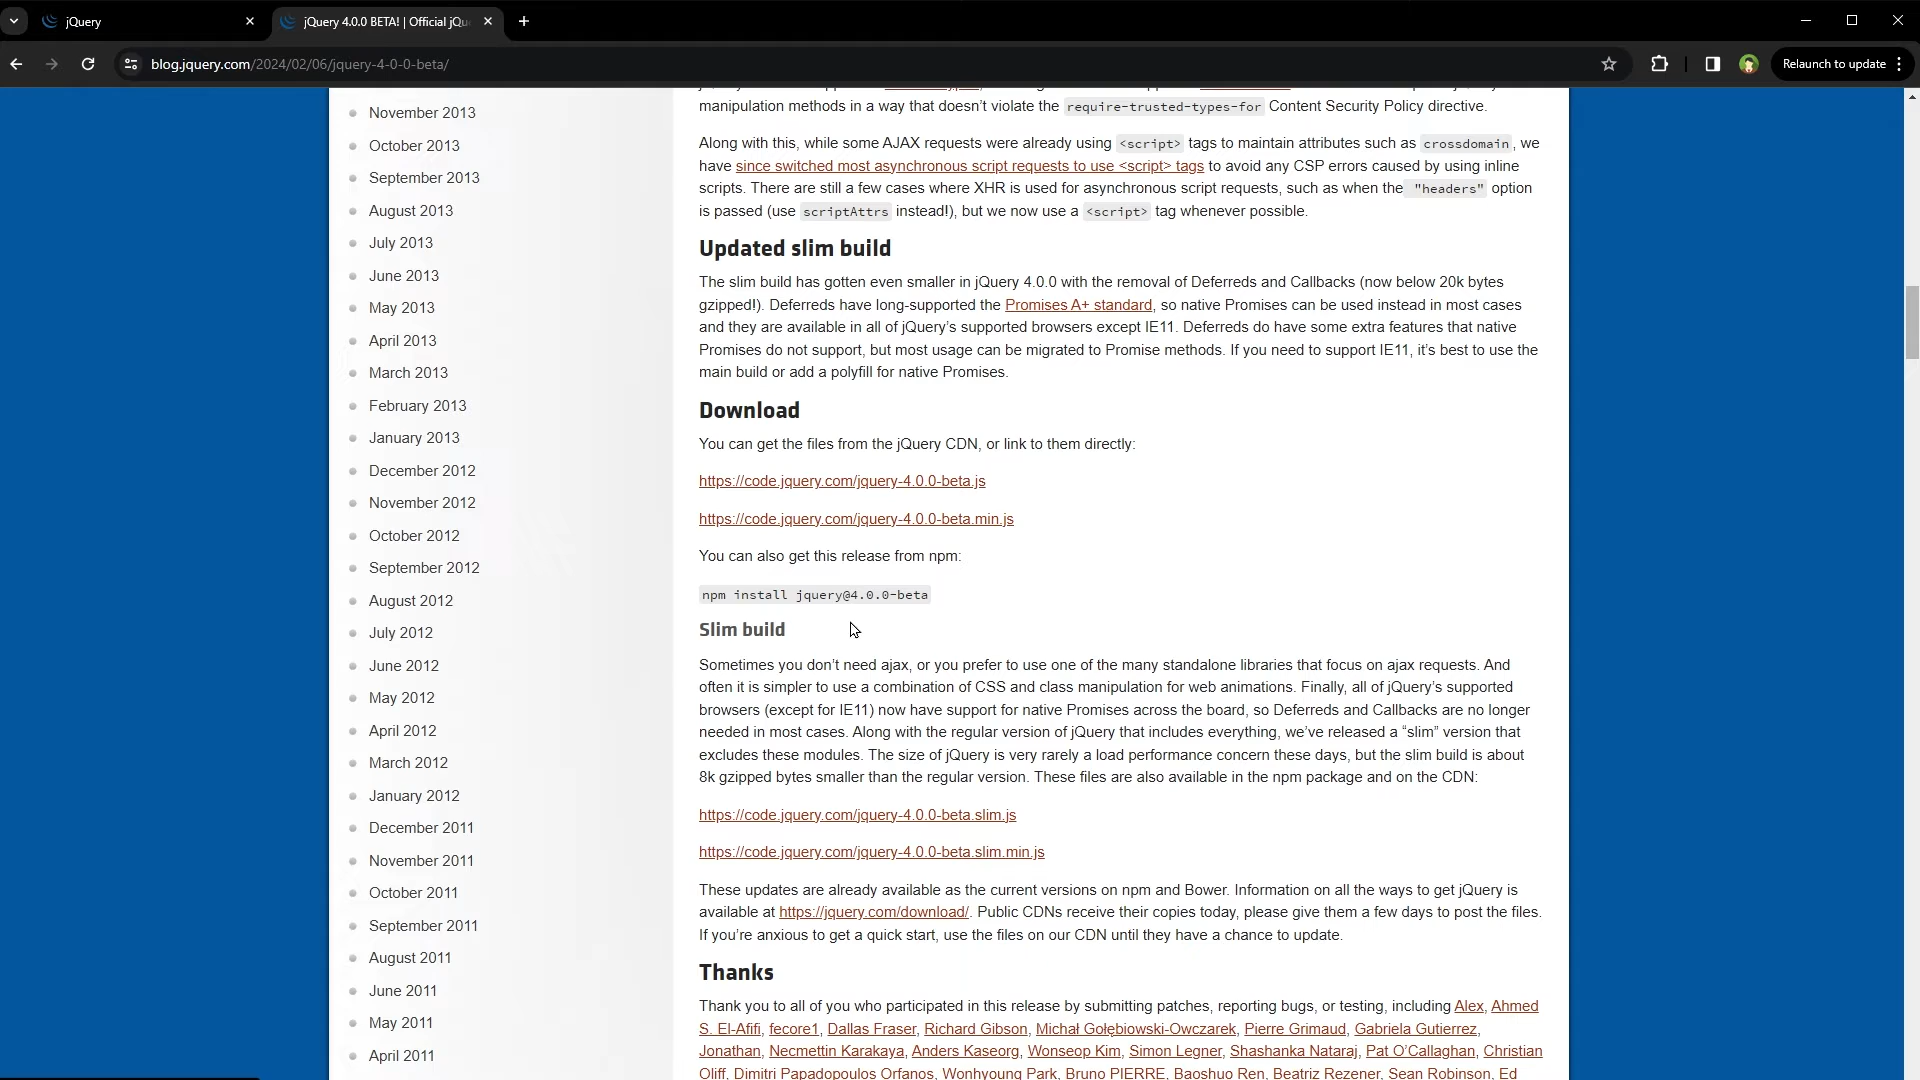 jQuery
jQuery 4.0.0 BETA! | Official jQu
blog.jquery.com/2024/02/06/jquery-4-0-0-beta/
Relaunch to update
November 2013
October 2013
September 2013
August 2013
July 2013
June 2013
May 2013
April 2013
March 2013
February 2013
January 2013
December 2012
November 2012
October 2012
September 2012
August 2012
July 2012
June 2012
May 2012
April 2012
March 2012
January 2012
December 2011
November 2011
October 2011
September 2011
August 2011
June 2011
May 2011
April 2011
manipulation methods in a way that doesn’t violate the require-trusted-types-for Content Security Policy directive.
Along with this, while some AJAX requests were already using <script> tags to maintain attributes such as crossdomain, we
have since switched most asynchronous script requests to use <script> tags to avoid any CSP errors caused by using inline
scripts. There are still a few cases where XHR is used for asynchronous script requests, such as when the "headers" option
is passed (use scriptAttrs instead!), but we now use a <script> tag whenever possible.
Updated slim build
The slim build has gotten even smaller in jQuery 4.0.0 with the removal of Deferreds and Callbacks (now below 20k bytes
gzipped!). Deferreds have long-supported the Promises A+ standard, so native Promises can be used instead in most cases
and they are available in all of jQuery’s supported browsers except IE11. Deferreds do have some extra features that native
Promises do not support, but most usage can be migrated to Promise methods. If you need to support IE11, it’s best to use the
main build or add a polyfill for native Promises.
Download
You can get the files from the jQuery CDN, or link to them directly:
https://code.jquery.com/jquery-4.0.0-beta.js
https://code.jquery.com/jquery-4.0.0-beta.min.js
You can also get this release from npm:
npm install jquery@4.0.0-beta
Slim build
Sometimes you don’t need ajax, or you prefer to use one of the many standalone libraries that focus on ajax requests. And
often it is simpler to use a combination of CSS and class manipulation for web animations. Finally, all of jQuery’s supported
browsers (except for IE11) now have support for native Promises across the board, so Deferreds and Callbacks are no longer
needed in most cases. Along with the regular version of jQuery that includes everything, we’ve released a “slim” version that
excludes these modules. The size of jQuery is very rarely a load performance concern these days, but the slim build is about
8k gzipped bytes smaller than the regular version. These files are also available in the npm package and on the CDN:
https://code.jquery.com/jquery-4.0.0-beta.slim.js
https://code.jquery.com/jquery-4.0.0-beta.slim.min.js
These updates are already available as the current versions on npm and Bower. Information on all the ways to get jQuery is
available at https://jquery.com/download/. Public CDNs receive their copies today, please give them a few days to post the files.
If you’re anxious to get a quick start, use the files on our CDN until they have a chance to update.
Thanks
Thank you to all of you who participated in this release by submitting patches, reporting bugs, or testing, including Alex, Ahmed
S. El-Afifi, fecore1, Dallas Fraser, Richard Gibson, Michał Gołębiowski-Owczarek, Pierre Grimaud, Gabriela Gutierrez,
Jonathan, Necmettin Karakaya, Anders Kaseorg, Wonseop Kim, Simon Legner, Shashanka Nataraj, Pat O’Callaghan, Christian
Oliff, Dimitri Papadopoulos Orfanos, Wonhyoung Park, Bruno PIERRE, Baoshuo Ren, Beatriz Rezener, Sean Robinson, Ed